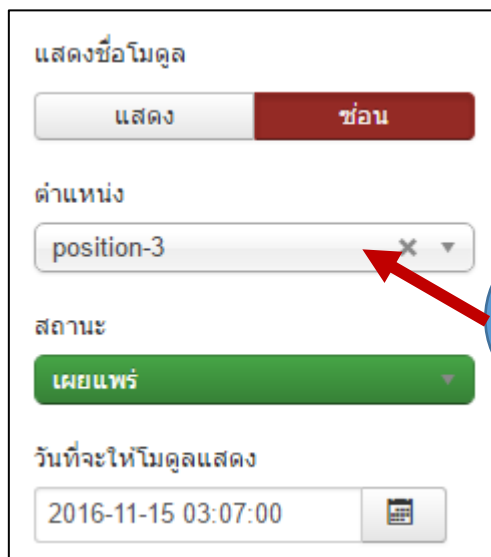 แสดงชื่อโมดูล
แสดง ซ่อน
ตำแหน่ง
position-3
สถานะ
เผยแพร่
วันที่จะให้โมดูลแสดง
2016-11-15 03:07:00